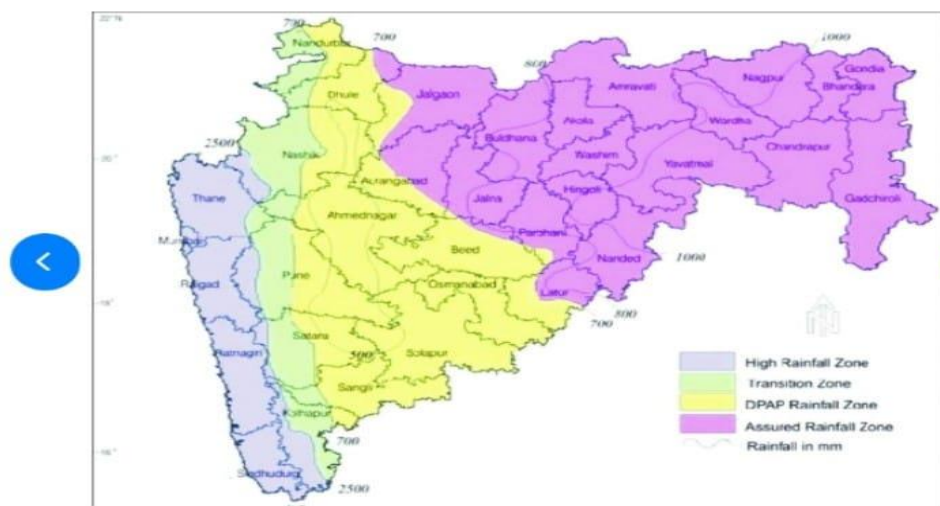 22°N
700
700
1000
Nandurbar
800
Gondia
Nagpur
Amravati
Bhandara
Dhule
Jalgaon
Akola
Buldhana
Wardha
2500
Chandrapur
Nashik
Washim
20°
Yavatmal
Aurangabad
Thane
Jalna
Hingoli
Gadchiroli
Ahmednagar
Parbhani
Beed
Nanded
1000
Pune
Osmanabad
Raigad
Latur
18°
800
700
Satara
Ratnagiri
500
Solapur
High Rainfall Zone
Transition Zone
Sangli
DPAP Rainfall Zone
Kolhapur
Assured Rainfall Zone
700
Rainfall in mm
16°
Sindhudurg
2500